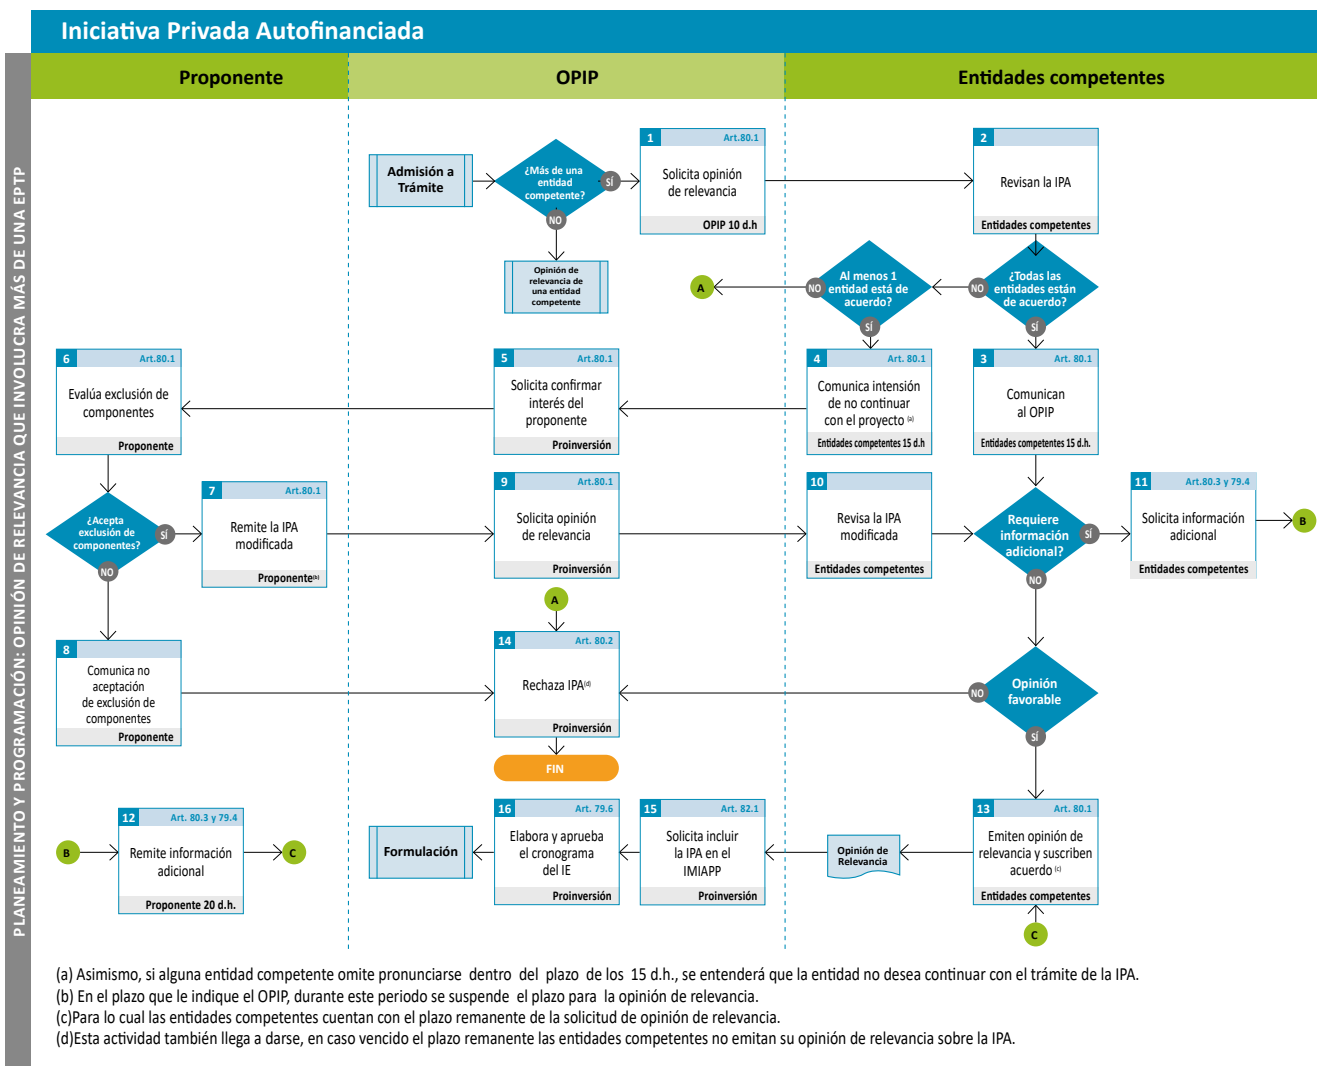 Iniciativa Privada Autofinanciada
Proponente
OPIP
Entidades competentes
PLANEAMIENTO Y PROGRAMACIÓN: OPINIÓN DE RELEVANCIA QUE INVOLUCRA MÁS DE UNA EPTP
Admisión a
Trámite
¿Más de una
entidad
competente?
SÍ
NO
1
Art.80.1
Solicita opinión
de relevancia
OPIP 10 d.h
2
Revisan la IPA
Entidades competentes
Opinión de
relevancia de
una entidad
competente
A
NO
Al menos 1
entidad está de
acuerdo?
SÍ
NO
¿Todas las
entidades están
de acuerdo?
SÍ
6
Art.80.1
Evalúa exclusión de
componentes
Proponente
5
Art.80.1
Solicita confirmar
interés del
proponente
Proinversión
4
Art. 80.1
Comunica intensión
de no continuar
con el proyecto (a)
Entidades competentes 15 d.h
3
Art. 80.1
Comunican
al OPIP
Entidades competentes 15 d.h.
¿Acepta
exclusión de
componentes?
SÍ
NO
7
Art.80.1
Remite la IPA
modificada
Proponente(b)
9
Art.80.1
Solicita opinión
de relevancia
Proinversión
10
Revisa la IPA
modificada
Entidades competentes
Requiere
información
adicional?
SÍ
NO
11
Art.80.3 y 79.4
Solicita información
adicional
Entidades competentes
B
A
8
Comunica no
aceptación
de exclusión de
componentes
Proponente
14
Art. 80.2
Rechaza IPA(d)
Proinversión
FIN
NO
Opinión
favorable
SÍ
B
12
Art. 80.3 y 79.4
Remite información
adicional
Proponente 20 d.h.
C
Formulación
16
Art. 79.6
Elabora y aprueba
el cronograma
del IE
Proinversión
15
Art. 82.1
Solicita incluir
la IPA en el
IMIAPP
Proinversión
Opinión de
Relevancia
13
Art. 80.1
Emiten opinión de
relevancia y suscriben
acuerdo (c)
Entidades competentes
C
(a) Asimismo, si alguna entidad competente omite pronunciarse dentro del plazo de los 15 d.h., se entenderá que la entidad no desea continuar con el trámite de la IPA.
(b) En el plazo que le indique el OPIP, durante este periodo se suspende el plazo para la opinión de relevancia.
(c)Para lo cual las entidades competentes cuentan con el plazo remanente de la solicitud de opinión de relevancia.
(d)Esta actividad también llega a darse, en caso vencido el plazo remanente las entidades competentes no emitan su opinión de relevancia sobre la IPA.